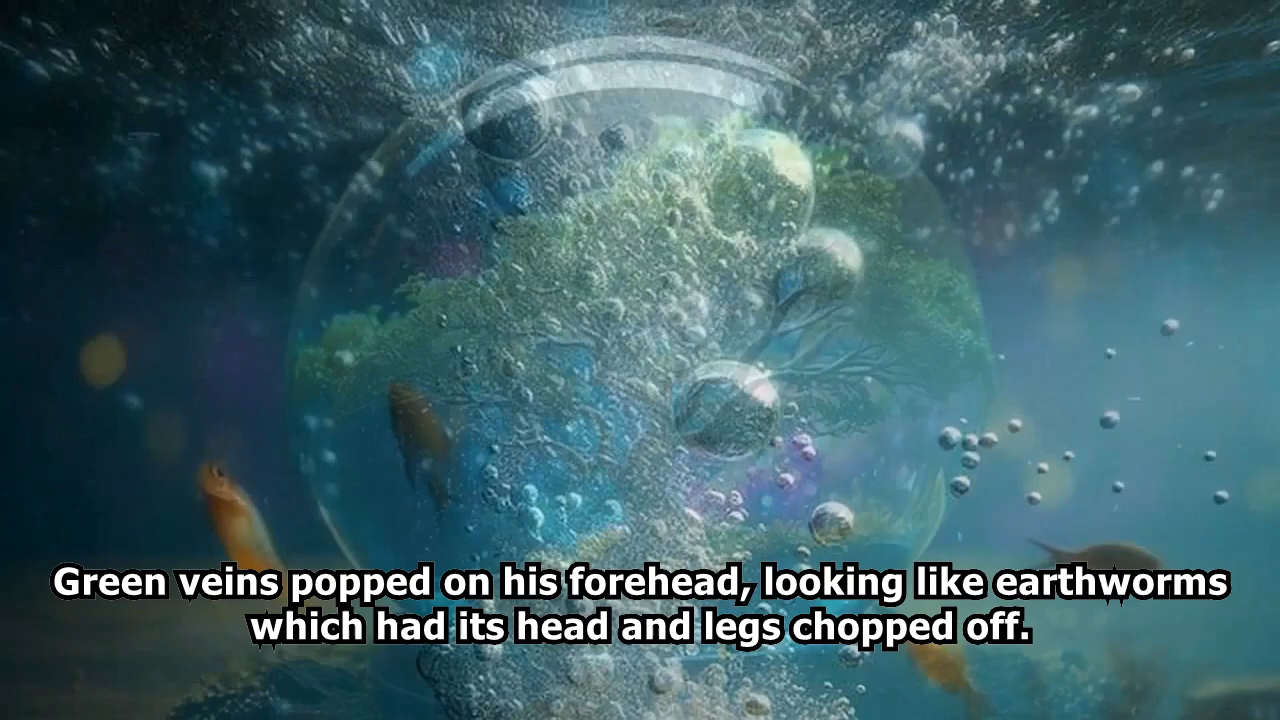 Green veins popped on his forehead, looking like earthworms
which had its head and legs chopped off.